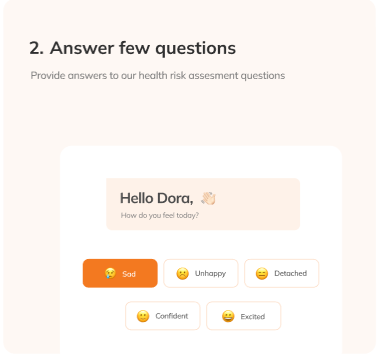 2. Answer few questions
Provide answers to our health risk assesment questions
Hello Dora, 👋🏻
How do you feel today?
😢 Sad
🙁 Unhappy
😑 Detached
🙂 Confident
😄 Excited